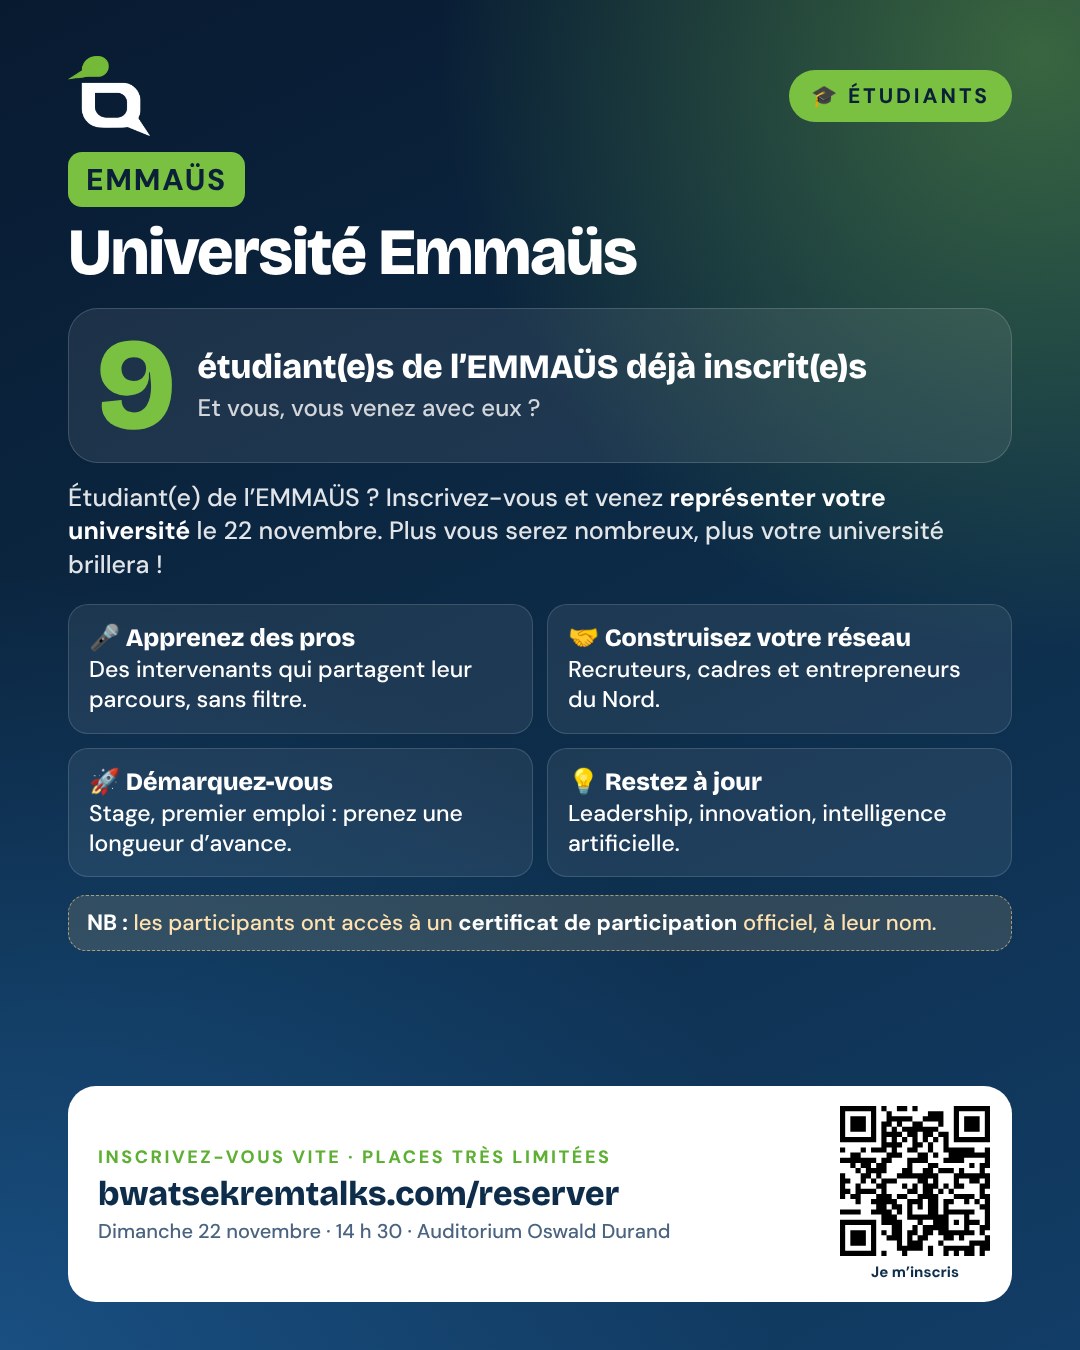 🎓 ÉTUDIANTS
EMMAÜS
Université Emmaüs
9
étudiant(e)s de l’EMMAÜS déjà inscrit(e)s
Et vous, vous venez avec eux ?
Étudiant(e) de l’EMMAÜS ? Inscrivez-vous et venez représenter votre
université le 22 novembre. Plus vous serez nombreux, plus votre université
brillera !
🎤 Apprenez des pros
Des intervenants qui partagent leur
parcours, sans filtre.
🤝 Construisez votre réseau
Recruteurs, cadres et entrepreneurs
du Nord.
🚀 Démarquez-vous
Stage, premier emploi : prenez une
longueur d’avance.
💡 Restez à jour
Leadership, innovation, intelligence
artificielle.
NB : les participants ont accès à un certificat de participation officiel, à leur nom.
INSCRIVEZ-VOUS VITE · PLACES TRÈS LIMITÉES
bwatsekremtalks.com/reserver
Dimanche 22 novembre · 14 h 30 · Auditorium Oswald Durand
Je m’inscris